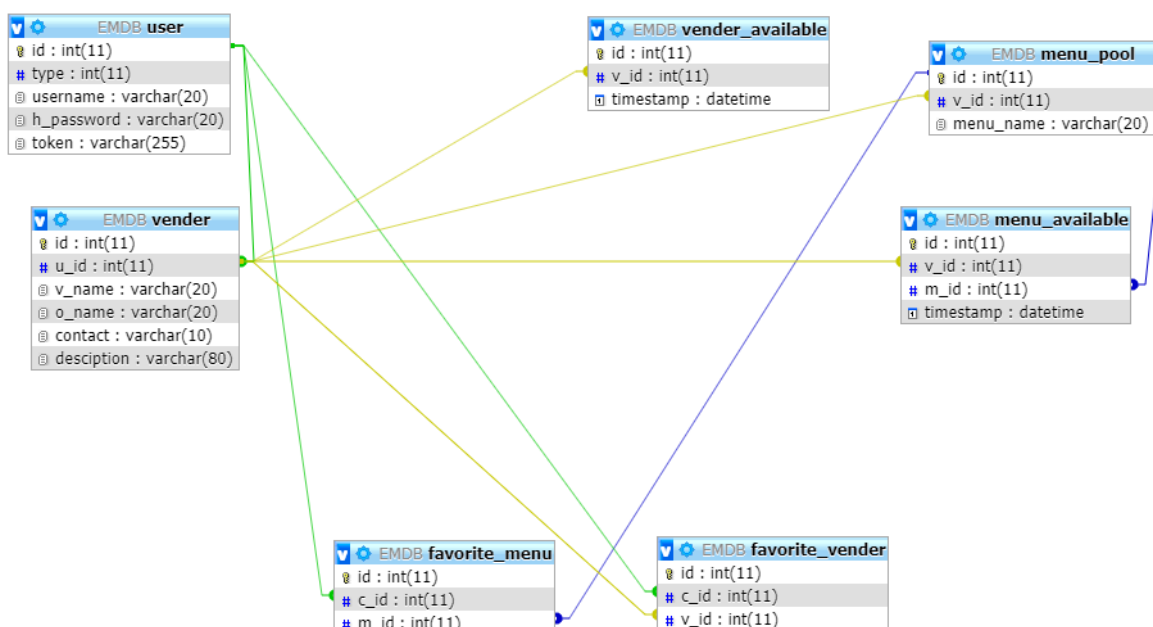 EMDB user
id : int(11)
type : int(11)
username : varchar(20)
h_password : varchar(20)
token : varchar(255)
EMDB vender_available
id : int(11)
v_id : int(11)
timestamp : datetime
EMDB menu_pool
id : int(11)
v_id : int(11)
menu_name : varchar(20)
EMDB vender
id : int(11)
u_id : int(11)
v_name : varchar(20)
o_name : varchar(20)
contact : varchar(10)
desciption : varchar(80)
EMDB menu_available
id : int(11)
v_id : int(11)
m_id : int(11)
timestamp : datetime
EMDB favorite_menu
id : int(11)
c_id : int(11)
m_id : int(11)
EMDB favorite_vender
id : int(11)
c_id : int(11)
v_id : int(11)